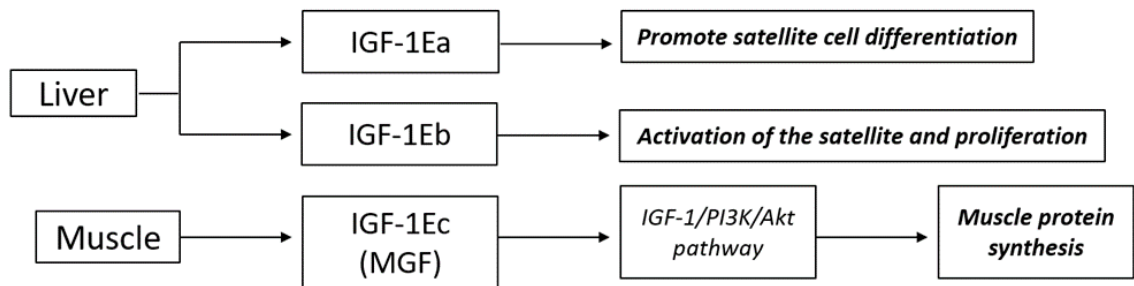 IGF-1Ea
Promote satellite cell differentiation
Liver
IGF-1Eb
Activation of the satellite and proliferation
Muscle
IGF-1Ec
(MGF)
IGF-1/PI3K/Akt
pathway
Muscle protein
synthesis